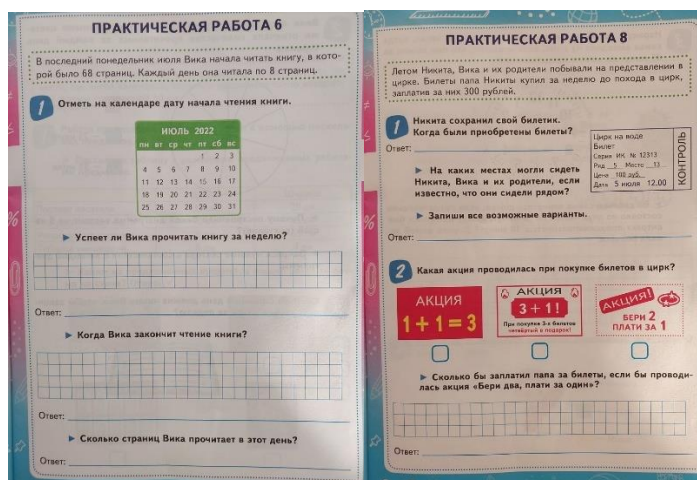 ПРАКТИЧЕСКАЯ РАБОТА 6
В последний понедельник июля Вика начала читать книгу, в кото-
рой было 68 страниц. Каждый день она читала по 8 страниц.
1 Отметь на календаре дату начала чтения книги.
ИЮЛЬ 2022
пн вт ср чт пт сб вс
1 2 3
4 5 6 7 8 9 10
11 12 13 14 15 16 17
18 19 20 21 22 23 24
25 26 27 28 29 30 31
► Успеет ли Вика прочитать книгу за неделю?
Ответ:
► Когда Вика закончит чтение книги?
Ответ:
► Сколько страниц Вика прочитает в этот день?
Ответ:
ПРАКТИЧЕСКАЯ РАБОТА 8
Летом Никита, Вика и их родители побывали на представлении в
цирке. Билеты папа Никиты купил за неделю до похода в цирк,
заплатив за них 300 рублей.
1 Никита сохранил свой билетик.
Когда были приобретены билеты?
Ответ:
Цирк на воде
Билет
Серия ИК № 12313
Ряд 5 Место 13
Цена 100 руб.
Дата 5 июля 12.00
КОНТРОЛЬ
► На каких местах могли сидеть
Никита, Вика и их родители, если
известно, что они сидели рядом?
► Запиши все возможные варианты.
Ответ:
2 Какая акция проводилась при покупке билетов в цирк?
АКЦИЯ
1+1=3
АКЦИЯ
3+1!
При покупке 3-х билетов
четвёртый в подарок!
АКЦИЯ!
БЕРИ 2
ПЛАТИ ЗА 1
► Сколько бы заплатил папа за билеты, если бы проводи-
лась акция «Бери два, плати за один»?
Ответ: